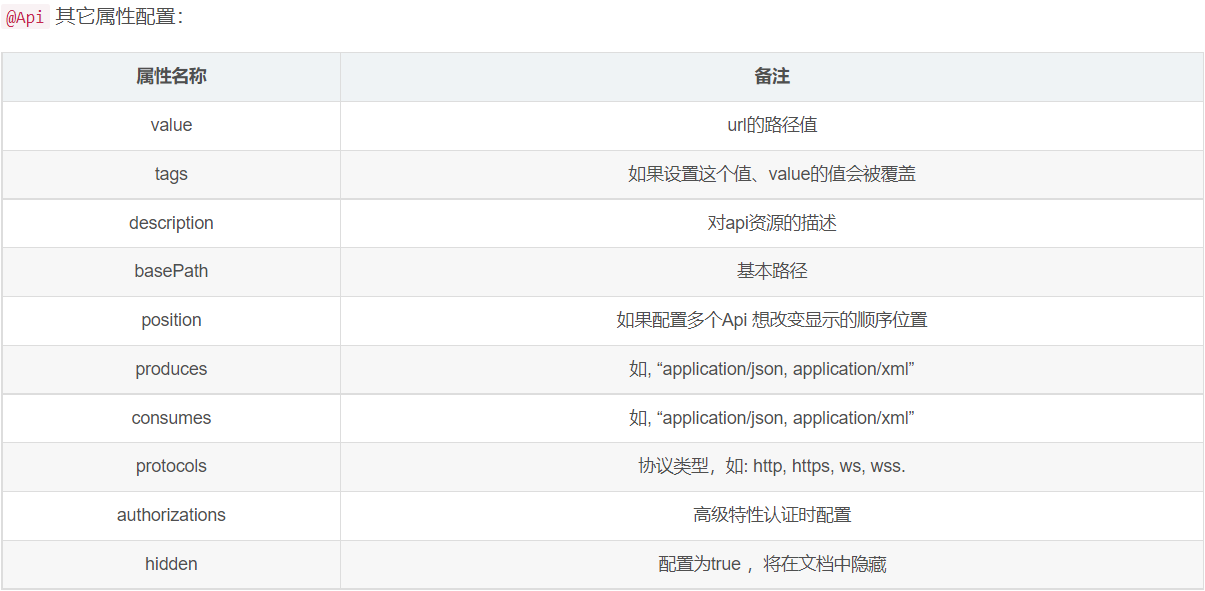 @Api 其它属性配置：
属性名称 备注
value url的路径值
tags 如果设置这个值、value的值会被覆盖
description 对api资源的描述
basePath 基本路径
position 如果配置多个Api 想改变显示的顺序位置
produces 如, “application/json, application/xml”
consumes 如, “application/json, application/xml”
protocols 协议类型，如: http, https, ws, wss.
authorizations 高级特性认证时配置
hidden 配置为true ，将在文档中隐藏